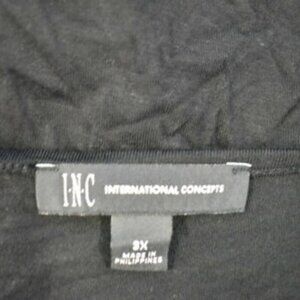 I·N·C INTERNATIONAL CONCEPTS
3X
MADE IN
PHILIPPINES